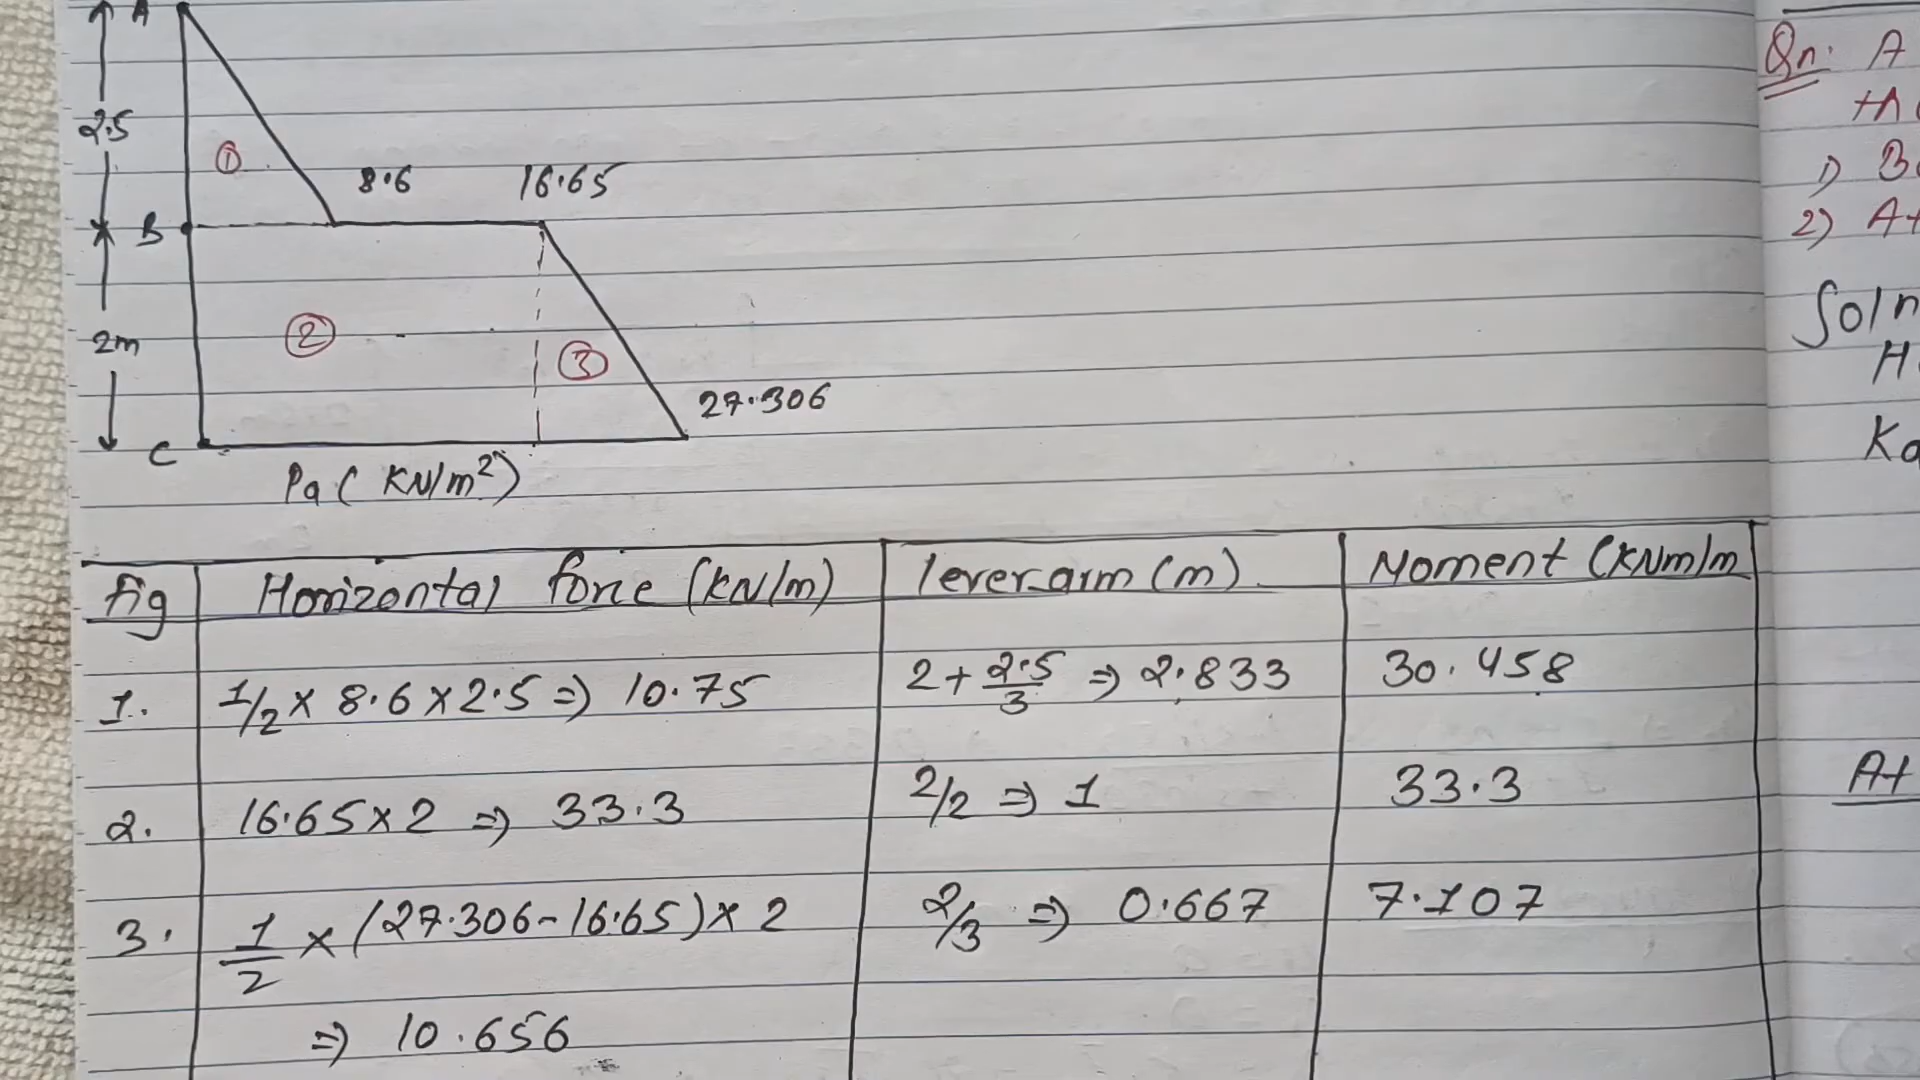 A
2.5
①
8.6
16.65
B
2m
②
③
27.306
C
Pa ( KN/m²)
Fig
Horizontal force (kN/m)
lever arm (m)
Moment (KNm/m
1.
1/2 × 8.6 × 2.5 ⇒ 10.75
2 + 2.5/3 ⇒ 2.833
30.458
2.
16.65 × 2 ⇒ 33.3
2/2 ⇒ 1
33.3
3.
1/2 × (27.306 - 16.65) × 2
2/3 ⇒ 0.667
7.107
⇒ 10.656
Qn: A
1)
2) A
Soln
H
Ka
At